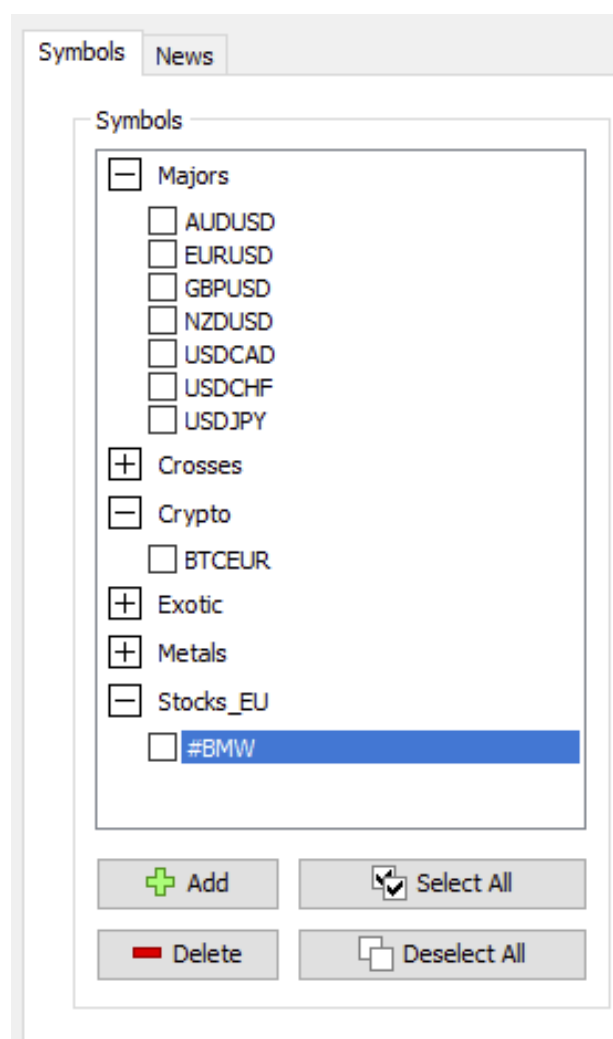 Symbols News
Symbols
Majors
AUDUSD
EURUSD
GBPUSD
NZDUSD
USDCAD
USDCHF
USDJPY
Crosses
Crypto
BTCEUR
Exotic
Metals
Stocks_EU
#BMW
Add Select All
Delete Deselect All